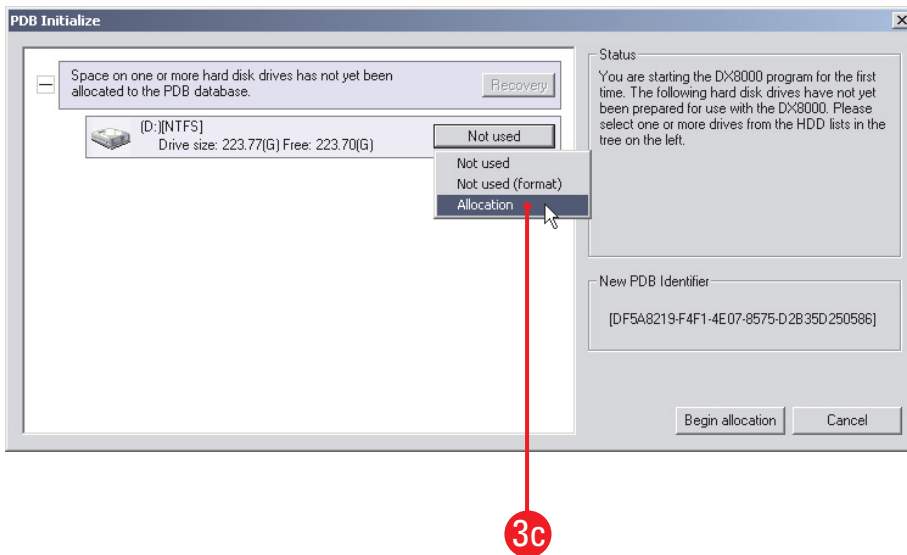 PDB Initialize
Space on one or more hard disk drives has not yet been
allocated to the PDB database.
Recovery
(D:)[NTFS]
Drive size: 223.77(G) Free: 223.70(G)
Not used
Not used
Not used (format)
Allocation
Status
You are starting the DX8000 program for the first
time. The following hard disk drives have not yet
been prepared for use with the DX8000. Please
select one or more drives from the HDD lists in the
tree on the left.
New PDB Identifier
[DF5A8219-F4F1-4E07-8575-D2B35D250586]
Begin allocation
Cancel
3c